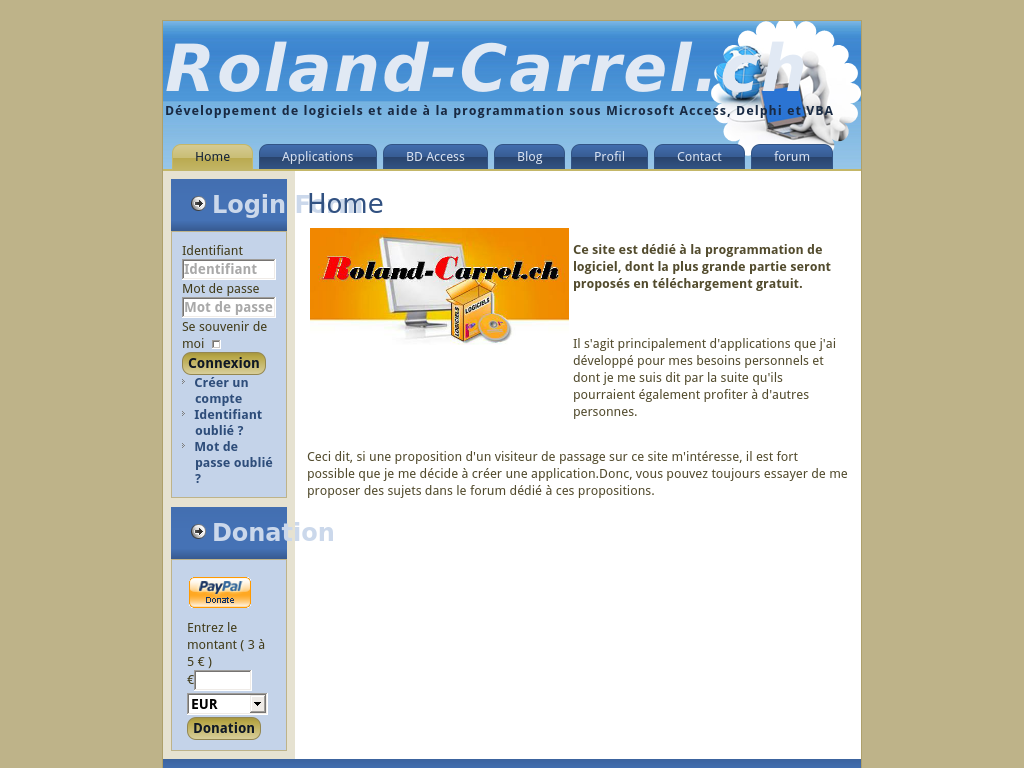 Roland-Carrel.ch
Développement de logiciels et aide à la programmation sous Microsoft Access, Delphi et VBA
Home Applications BD Access Blog Profil Contact forum
Login Form
Identifiant
Identifiant
Mot de passe
Mot de passe
Se souvenir de
moi
Connexion
Créer un
compte
Identifiant
oublié ?
Mot de
passe oublié
?
Donation
PayPal
Donate
Entrez le
montant ( 3 à
5 € )
€
EUR
Donation
Home
Roland-Carrel.ch
LOGICIELS
LOGICIELS
Ce site est dédié à la programmation de
logiciel, dont la plus grande partie seront
proposés en téléchargement gratuit.
Il s'agit principalement d'applications que j'ai
développé pour mes besoins personnels et
dont je me suis dit par la suite qu'ils
pourraient également profiter à d'autres
personnes.
Ceci dit, si une proposition d'un visiteur de passage sur ce site m'intéresse, il est fort
possible que je me décide à créer une application.Donc, vous pouvez toujours essayer de me
proposer des sujets dans le forum dédié à ces propositions.